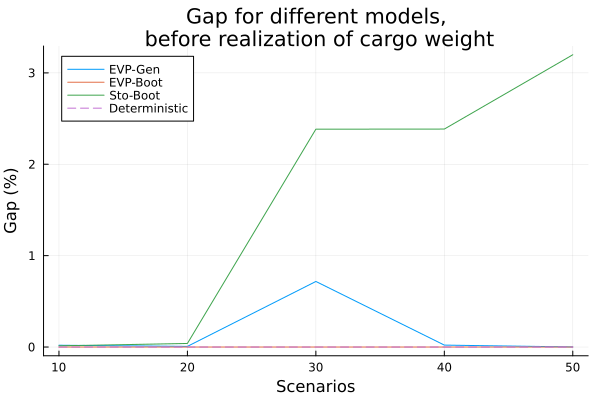 Gap for different models,
before realization of cargo weight
EVP-Gen
EVP-Boot
Sto-Boot
Deterministic
Gap (%)
3
2
1
0
10 20 30 40 50
Scenarios